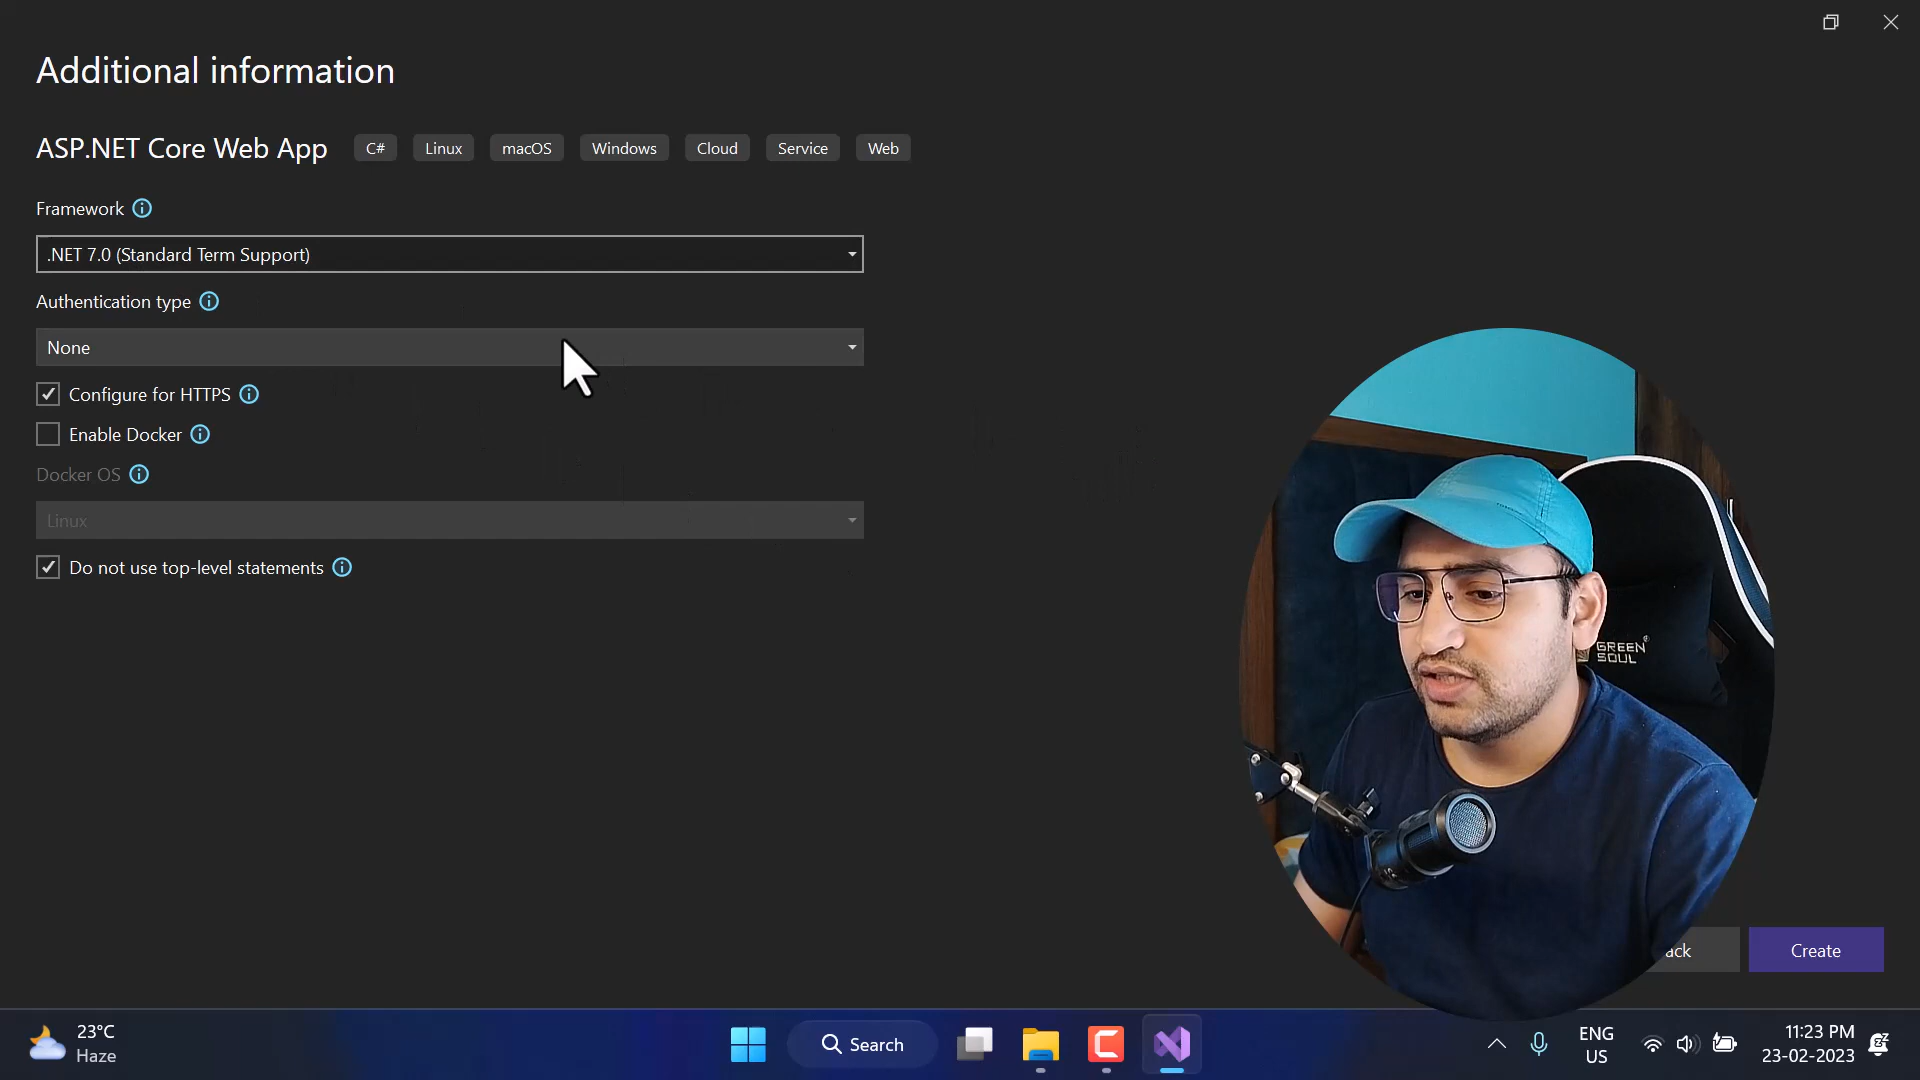 Additional information
ASP.NET Core Web App C# Linux macOS Windows Cloud Service Web
Framework
.NET 7.0 (Standard Term Support)
Authentication type
None
Configure for HTTPS
Enable Docker
Docker OS
Linux
Do not use top-level statements
GREEN
SOUL
ack Create
23°C
Haze
Search
ENG
US
11:23 PM
23-02-2023